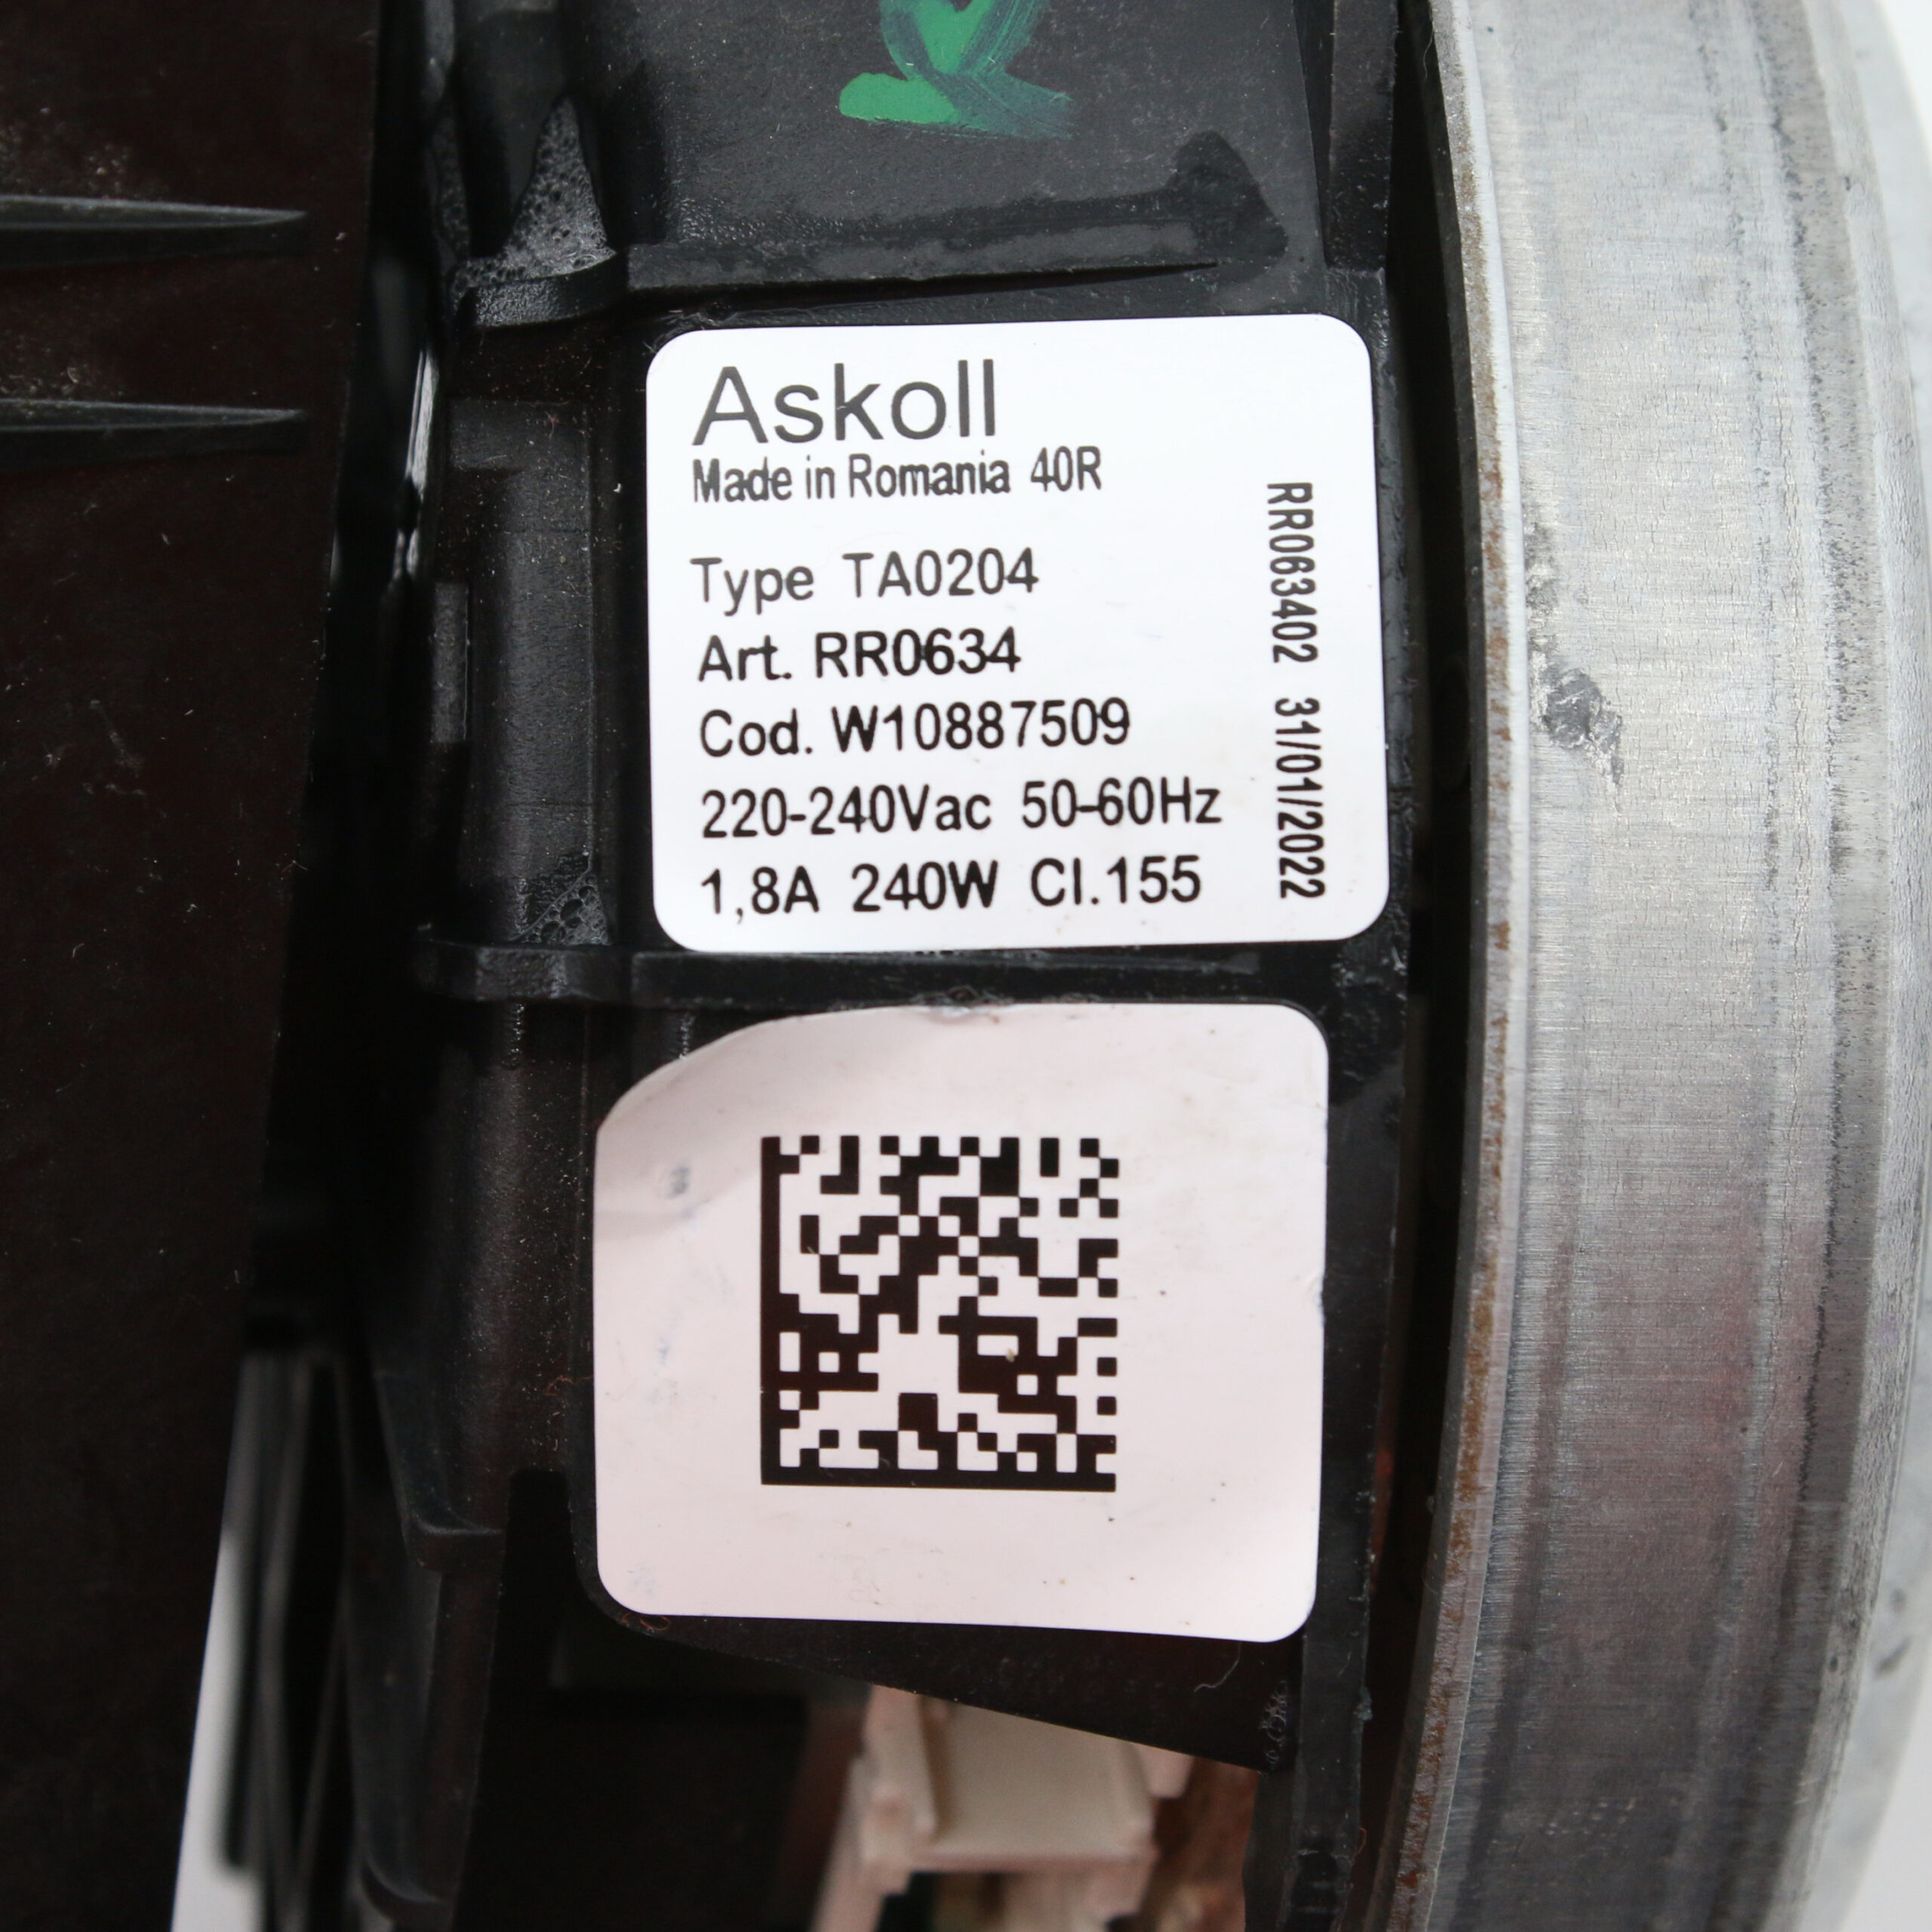 Askoll
Made in Romania 40R
Type TA0204
Art. RR0634
Cod. W10887509
220-240Vac 50-60Hz
1,8A 240W Cl.155
RR063402 31/01/2022